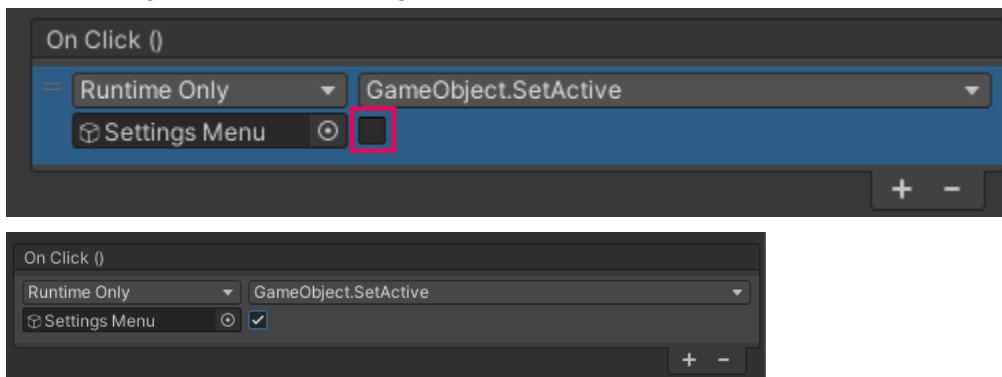 On Click ()
Runtime Only GameObject.SetActive
Settings Menu
+ -
On Click ()
Runtime Only GameObject.SetActive
Settings Menu
+ -